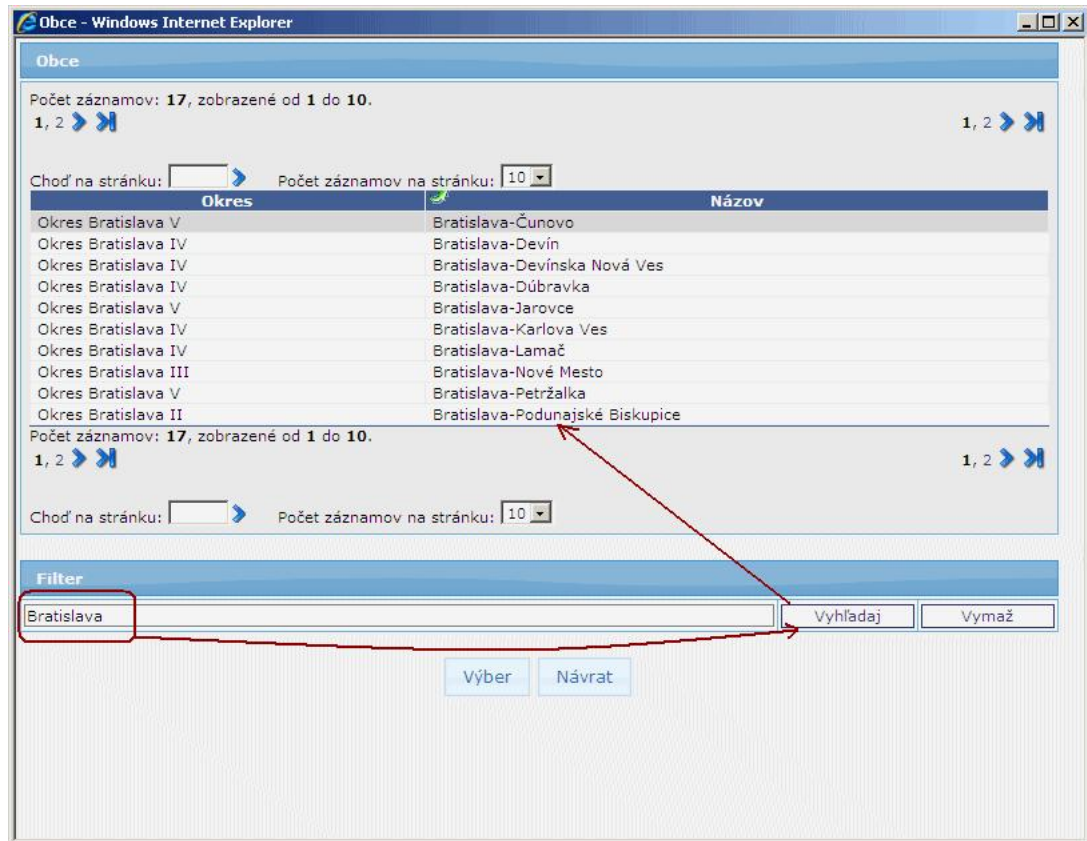 Obce - Windows Internet Explorer
Obce
Počet záznamov: 17, zobrazené od 1 do 10.
1, 2 1, 2
Choď na stránku: Počet záznamov na stránku: 10
Okres Názov
Okres Bratislava V Bratislava-Čunovo
Okres Bratislava IV Bratislava-Devín
Okres Bratislava IV Bratislava-Devínska Nová Ves
Okres Bratislava IV Bratislava-Dúbravka
Okres Bratislava V Bratislava-Jarovce
Okres Bratislava IV Bratislava-Karlova Ves
Okres Bratislava IV Bratislava-Lamač
Okres Bratislava III Bratislava-Nové Mesto
Okres Bratislava V Bratislava-Petržalka
Okres Bratislava II Bratislava-Podunajské Biskupice
Počet záznamov: 17, zobrazené od 1 do 10.
1, 2 1, 2
Choď na stránku: Počet záznamov na stránku: 10
Filter
Bratislava Vyhľadaj Vymaž
Výber Návrat